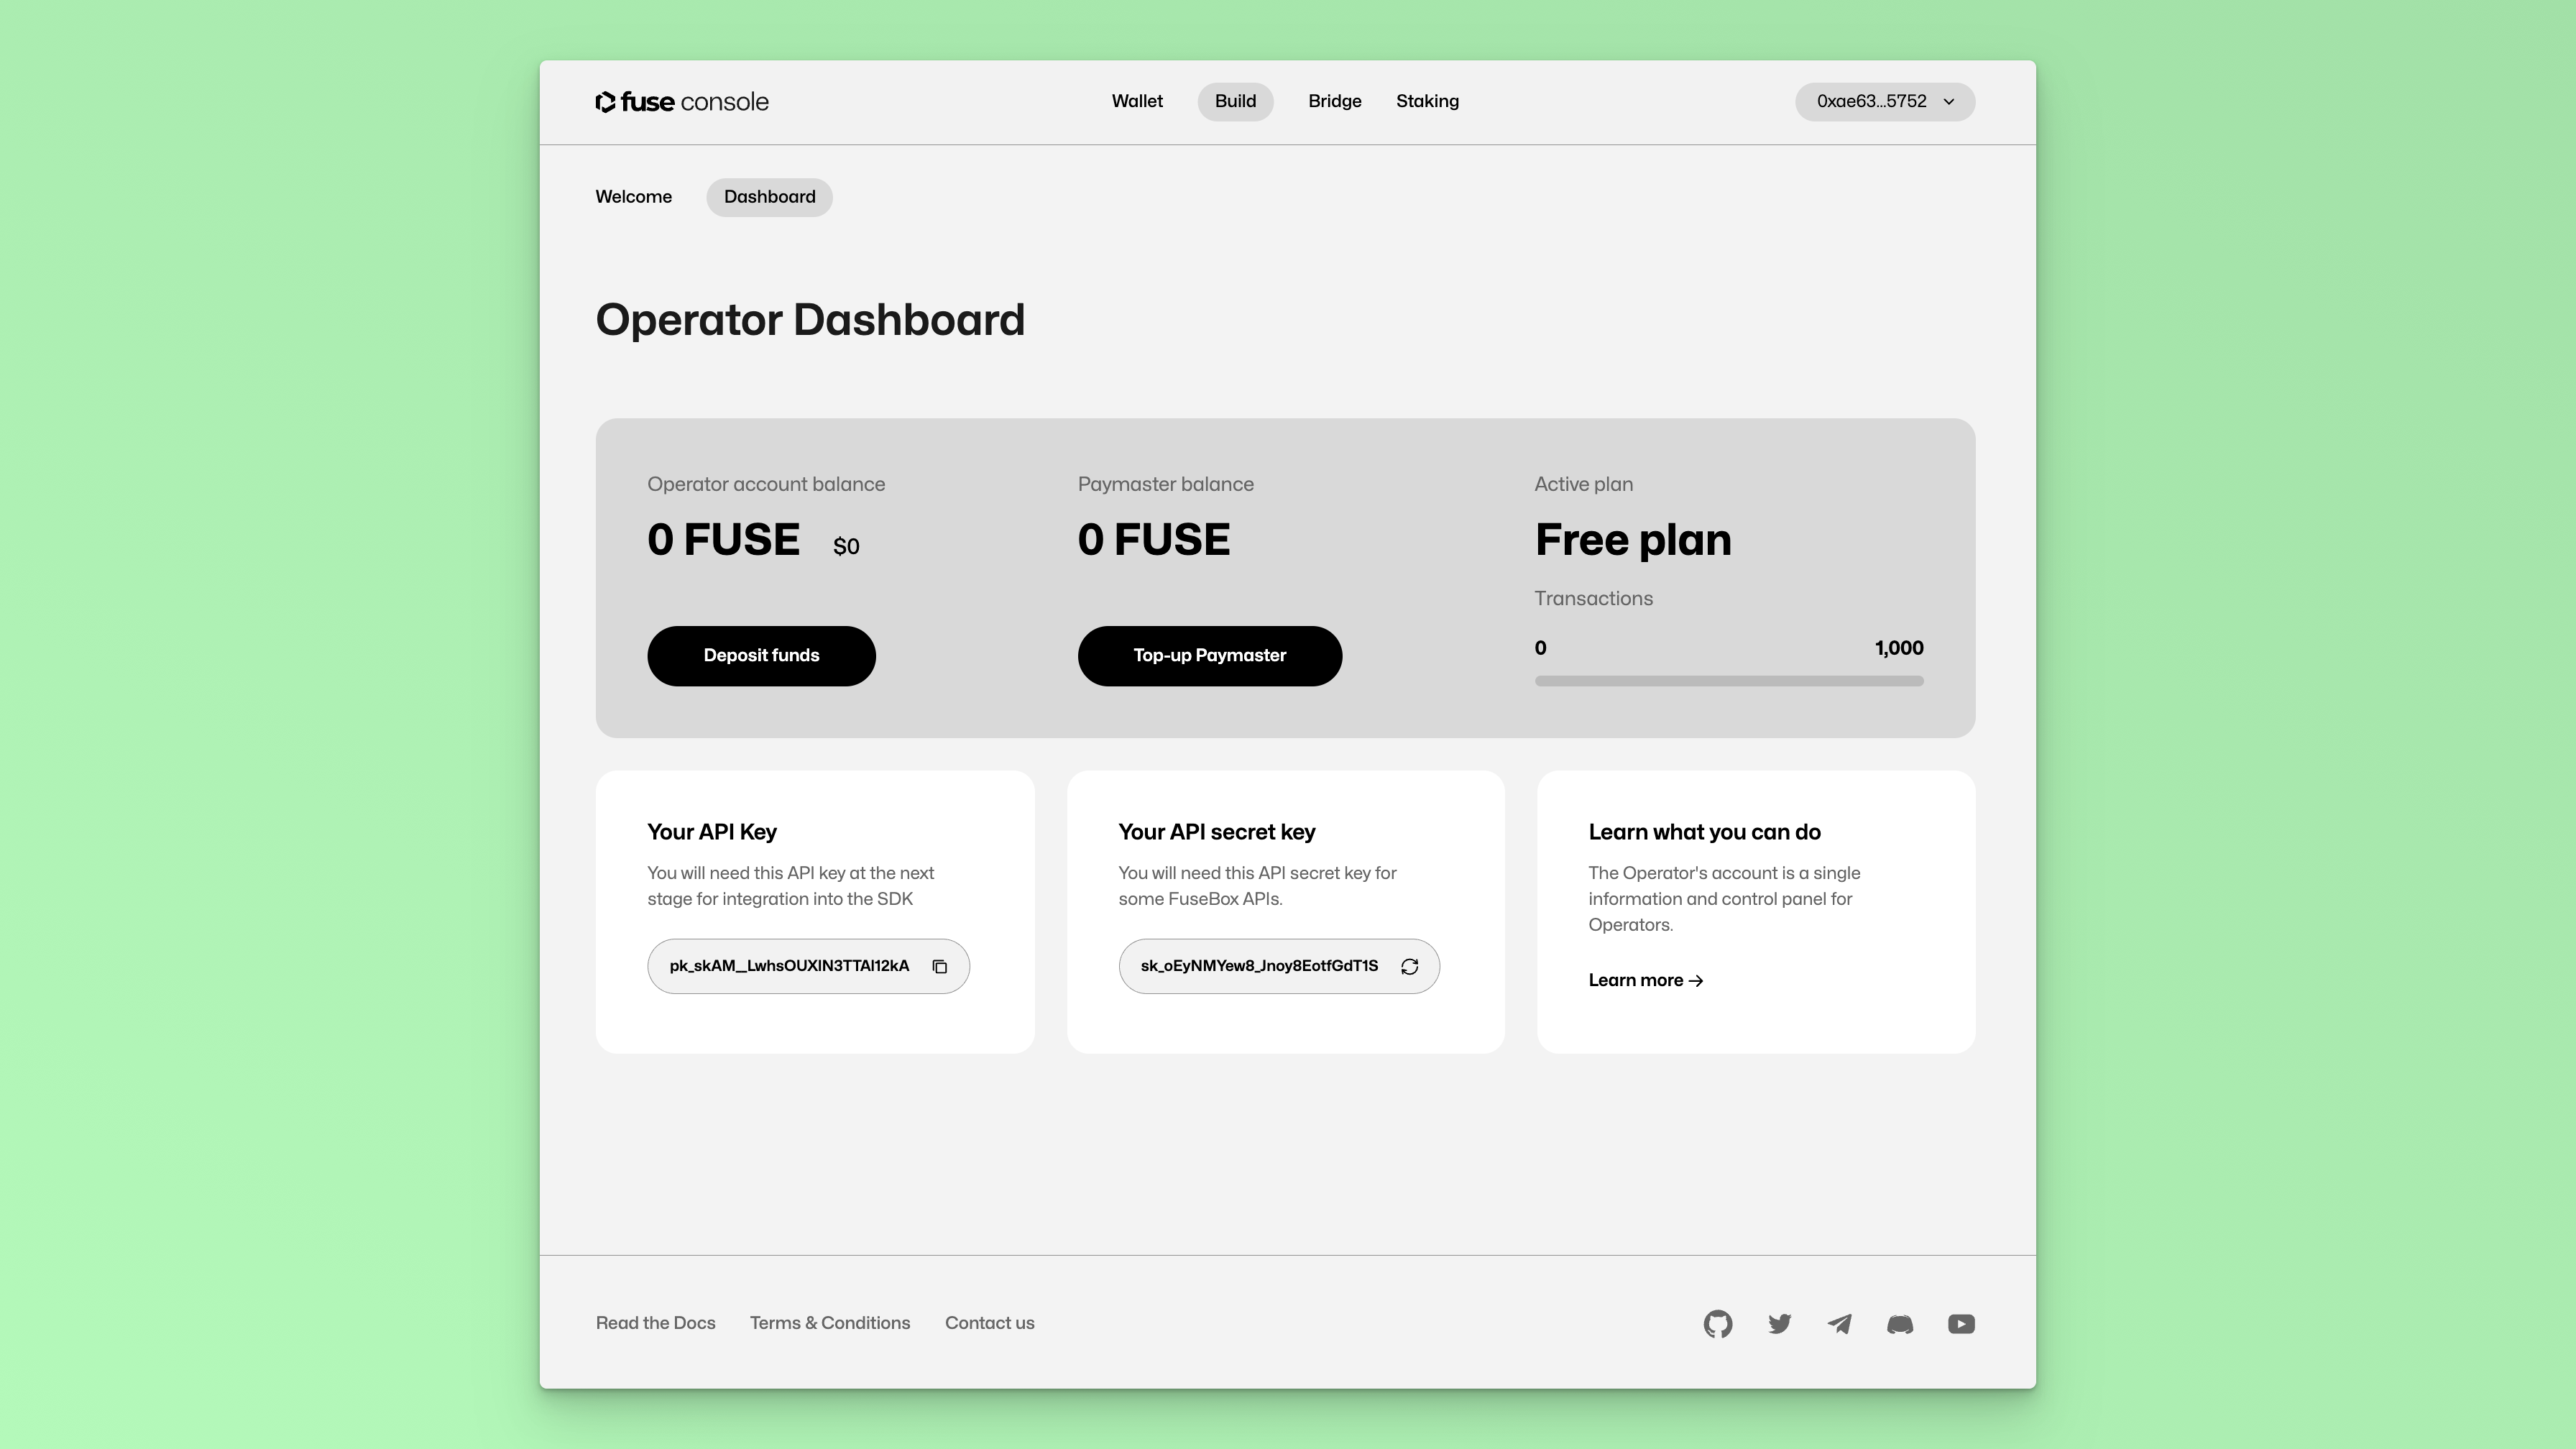 fuse console
Wallet
Build
Bridge
Staking
0xae63...5752
Welcome
Dashboard
Operator Dashboard
Operator account balance
0 FUSE $0
Deposit funds
Paymaster balance
0 FUSE
Top-up Paymaster
Active plan
Free plan
Transactions
0 1,000
Your API Key
You will need this API key at the next
stage for integration into the SDK
pk_skAM__LwhsOUXlN3TTAl12kA
Your API secret key
You will need this API secret key for
some FuseBox APIs.
sk_oEyNMYew8_Jnoy8EotfGdT1S
Learn what you can do
The Operator's account is a single
information and control panel for
Operators.
Learn more →
Read the Docs
Terms & Conditions
Contact us